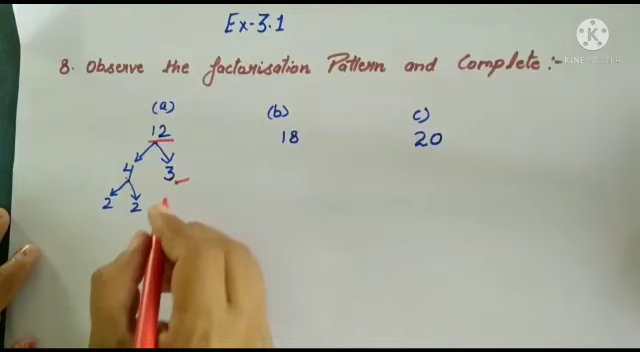 Ex-3.1
8. Observe the factorisation Pattern and Complete :-
(a) (b) c)
12 18 20
4 3
2 2
K
KINEMASTER